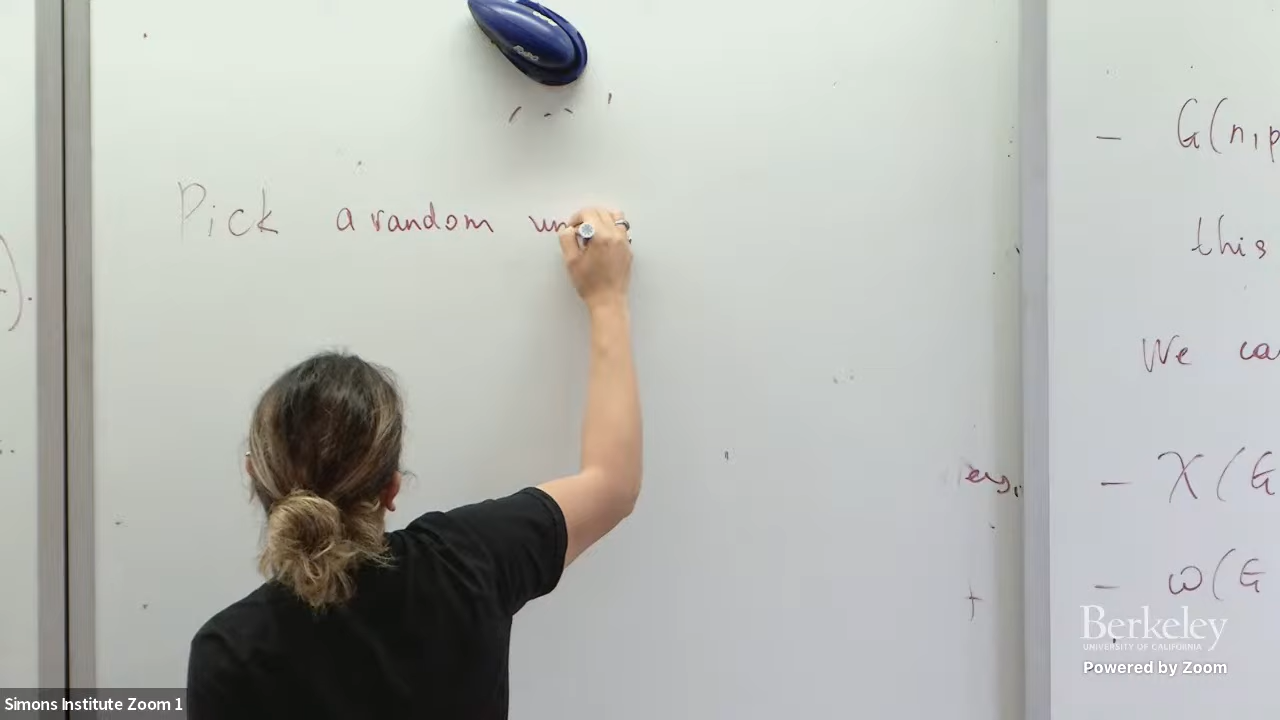 Pick a random
- G(n,p
this
We ca
- χ(G
- ω(G
Berkeley
UNIVERSITY OF CALIFORNIA
Powered by Zoom
Simons Institute Zoom 1